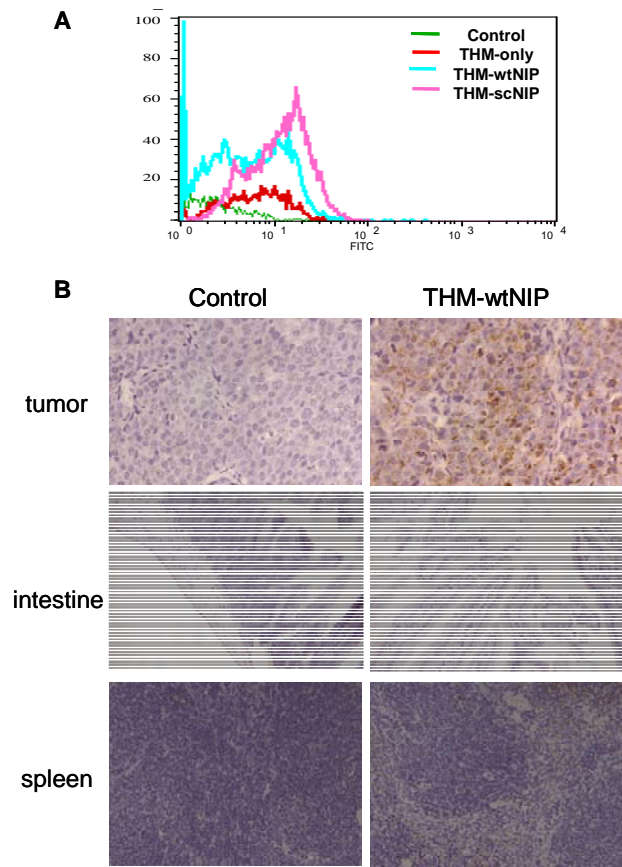 A
100
80
60
40
20
Control
THM-only
THM-wtNIP
THM-scNIP
10 0 10 1 10 2 10 3 10 4
FITC
B
Control THM-wtNIP
tumor
intestine
spleen